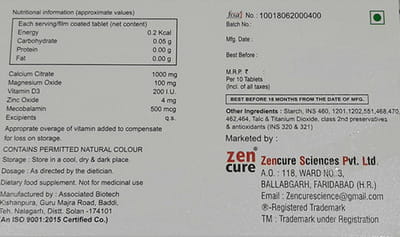 Nutritional information (approximate values)
Each serving/film coated tablet (net content)
Energy 0.2 Kcal
Carbohydrate 0.05 g
Protein 0.00 g
Fat 0.00 g
Calcium Citrate 1000 mg
Magnesium Oxide 100 mg
Vitamin D3 200 I.U.
Zinc Oxide 4 mg
Mecobalamin 500 mcg
Excipients q.s.
Appropriate overage of vitamin added to compensate
for loss on storage.
CONTAINS PERMITTED NATURAL COLOUR
Storage : Store in a cool, dry & dark place.
Dosage : As directed by the dietician.
Dietary food supplement. Not for medicinal use
Manufactured by : Associated Biotech
Kishanpura, Guru Majra Road, Baddi,
Teh. Nalagarh, Distt. Solan -174101
(An ISO 9001:2015 Certified Co.)
fssai No. : 10018062000400
Batch No.:
Mfg. Date :
Best Before :
M.R.P. ₹
Per 10 Tablets
(Incl. of all taxes)
BEST BEFORE 18 MONTHS FROM THE DATE OF MFG.
Other Ingredients : Starch, INS 460, 1201,1202,551,468,470,
462,464, Talc & Titanium Dioxide, class 2nd preservatives
& antioxidants (INS 320 & 321)
Marketed by :
zen
cure
Zencure Sciences Pvt. Ltd.
A.O. : 118, WARD NO.3,
BALLABGARH, FARIDABAD (H.R.)
Email : Zencurescience@gmail.com
®-Registered Trademark
TM : Trademark under Registration